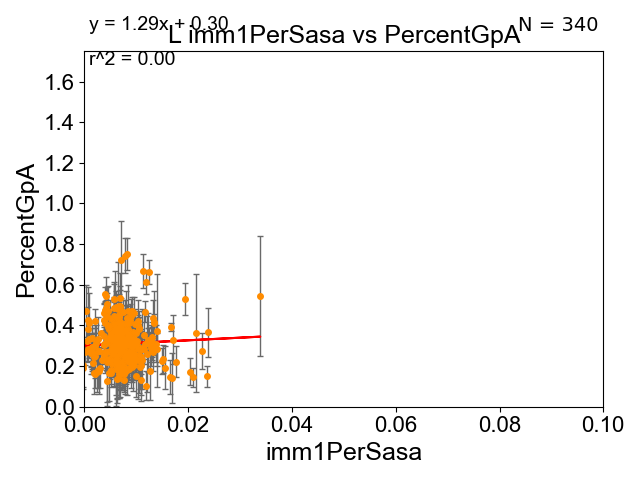 y = 1.29x + 0.30
L imm1PerSasa vs PercentGpA
N = 340
r^2 = 0.00
PercentGpA
1.6
1.4
1.2
1.0
0.8
0.6
0.4
0.2
0.0
0.00 0.02 0.04 0.06 0.08 0.10
imm1PerSasa